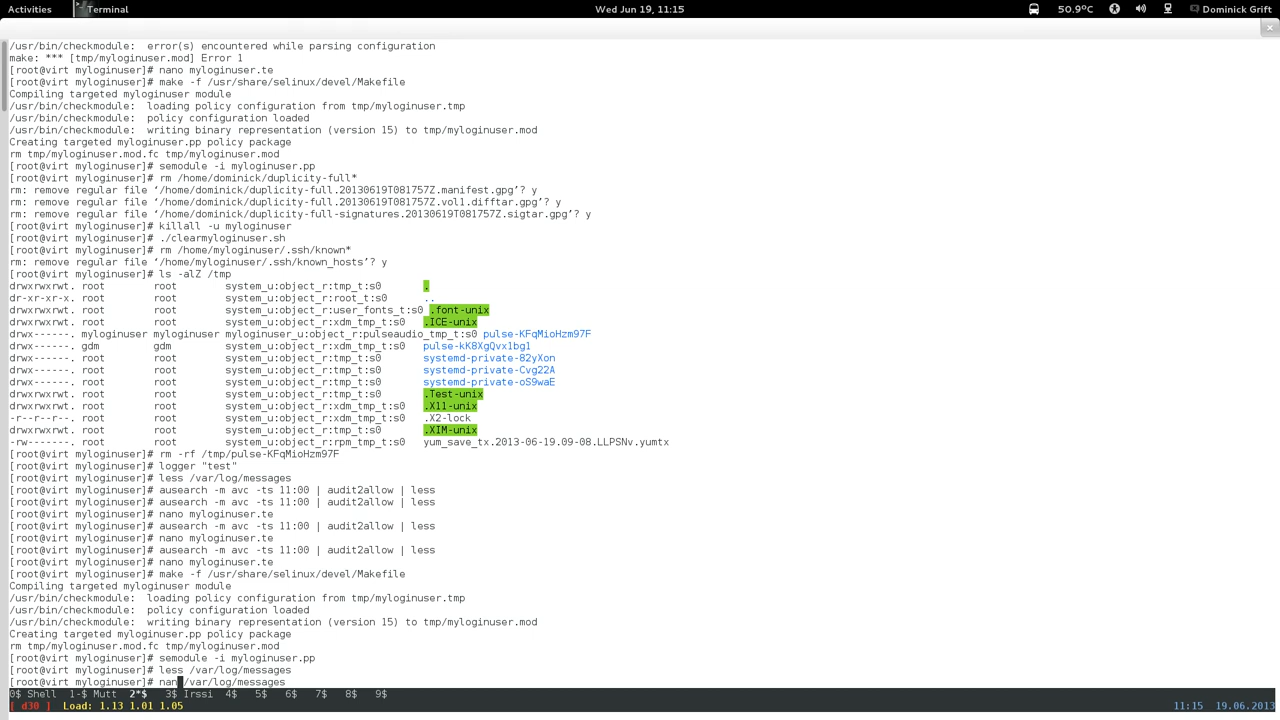 Activities Terminal Wed Jun 19, 11:15 50.9°C Dominick Grift
/usr/bin/checkmodule:  error(s) encountered while parsing configuration
make: *** [tmp/myloginuser.mod] Error 1
[root@virt myloginuser]# nano myloginuser.te
[root@virt myloginuser]# make -f /usr/share/selinux/devel/Makefile
Compiling targeted myloginuser module
/usr/bin/checkmodule:  loading policy configuration from tmp/myloginuser.tmp
/usr/bin/checkmodule:  policy configuration loaded
/usr/bin/checkmodule:  writing binary representation (version 15) to tmp/myloginuser.mod
Creating targeted myloginuser.pp policy package
rm tmp/myloginuser.mod.fc tmp/myloginuser.mod
[root@virt myloginuser]# semodule -i myloginuser.pp
[root@virt myloginuser]# rm /home/dominick/duplicity-full*
rm: remove regular file ‘/home/dominick/duplicity-full.20130619T081757Z.manifest.gpg’? y
rm: remove regular file ‘/home/dominick/duplicity-full.20130619T081757Z.vol1.difftar.gpg’? y
rm: remove regular file ‘/home/dominick/duplicity-full-signatures.20130619T081757Z.sigtar.gpg’? y
[root@virt myloginuser]# killall -u myloginuser
[root@virt myloginuser]# ./clearmyloginuser.sh
[root@virt myloginuser]# rm /home/myloginuser/.ssh/known*
rm: remove regular file ‘/home/myloginuser/.ssh/known_hosts’? y
[root@virt myloginuser]# ls -alZ /tmp
drwxrwxrwt. root        root        system_u:object_r:tmp_t:s0       .
dr-xr-xr-x. root        root        system_u:object_r:root_t:s0      ..
drwxrwxrwt. root        root        system_u:object_r:user_fonts_t:s0 .font-unix
drwxrwxrwt. root        root        system_u:object_r:xdm_tmp_t:s0   .ICE-unix
drwx------. myloginuser myloginuser myloginuser_u:object_r:pulseaudio_tmp_t:s0 pulse-KFqMioHzm97F
drwx------. gdm         gdm         system_u:object_r:xdm_tmp_t:s0   pulse-kK8XgQvx1bg1
drwx------. root        root        system_u:object_r:tmp_t:s0       systemd-private-82yXon
drwx------. root        root        system_u:object_r:tmp_t:s0       systemd-private-Cvg22A
drwx------. root        root        system_u:object_r:tmp_t:s0       systemd-private-oS9waE
drwxrwxrwt. root        root        system_u:object_r:tmp_t:s0       .Test-unix
drwxrwxrwt. root        root        system_u:object_r:xdm_tmp_t:s0   .X11-unix
-r--r--r--. root        root        system_u:object_r:xdm_tmp_t:s0   .X2-lock
drwxrwxrwt. root        root        system_u:object_r:tmp_t:s0       .XIM-unix
-rw-------. root        root        system_u:object_r:rpm_tmp_t:s0   yum_save_tx.2013-06-19.09-08.LLPSNv.yumtx
[root@virt myloginuser]# rm -rf /tmp/pulse-KFqMioHzm97F
[root@virt myloginuser]# logger "test"
[root@virt myloginuser]# less /var/log/messages
[root@virt myloginuser]# ausearch -m avc -ts 11:00 | audit2allow | less
[root@virt myloginuser]# ausearch -m avc -ts 11:00 | audit2allow | less
[root@virt myloginuser]# nano myloginuser.te
[root@virt myloginuser]# ausearch -m avc -ts 11:00 | audit2allow | less
[root@virt myloginuser]# nano myloginuser.te
[root@virt myloginuser]# ausearch -m avc -ts 11:00 | audit2allow | less
[root@virt myloginuser]# nano myloginuser.te
[root@virt myloginuser]# make -f /usr/share/selinux/devel/Makefile
Compiling targeted myloginuser module
/usr/bin/checkmodule:  loading policy configuration from tmp/myloginuser.tmp
/usr/bin/checkmodule:  policy configuration loaded
/usr/bin/checkmodule:  writing binary representation (version 15) to tmp/myloginuser.mod
Creating targeted myloginuser.pp policy package
rm tmp/myloginuser.mod.fc tmp/myloginuser.mod
[root@virt myloginuser]# semodule -i myloginuser.pp
[root@virt myloginuser]# less /var/log/messages
[root@virt myloginuser]# nan /var/log/messages
0$ Shell  1-$ Mutt  2*$  3$ Irssi  4$  5$  6$  7$  8$  9$
[ d30 ]  Load: 1.13 1.01 1.05 11:15  19.06.2013